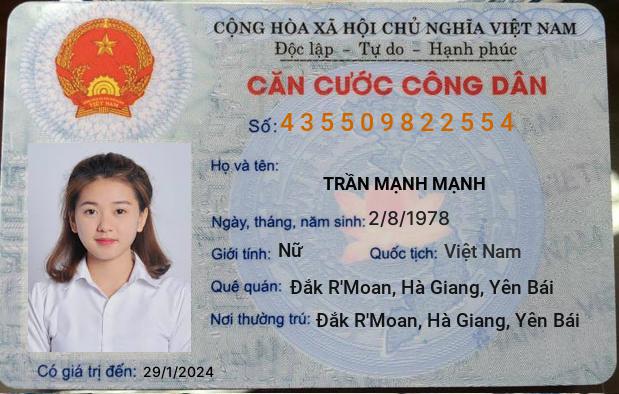 CỘNG HÒA XÃ HỘI CHỦ NGHĨA VIỆT NAM
Độc lập - Tự do - Hạnh phúc
CĂN CƯỚC CÔNG DÂN
Số: 435509822554
Họ và tên:
TRẦN MẠNH MẠNH
Ngày, tháng, năm sinh: 2/8/1978
Giới tính: Nữ Quốc tịch: Việt Nam
Quê quán: Đắk R'Moan, Hà Giang, Yên Bái
Nơi thường trú: Đắk R'Moan, Hà Giang, Yên Bái
Có giá trị đến: 29/1/2024
VIỆT NAM